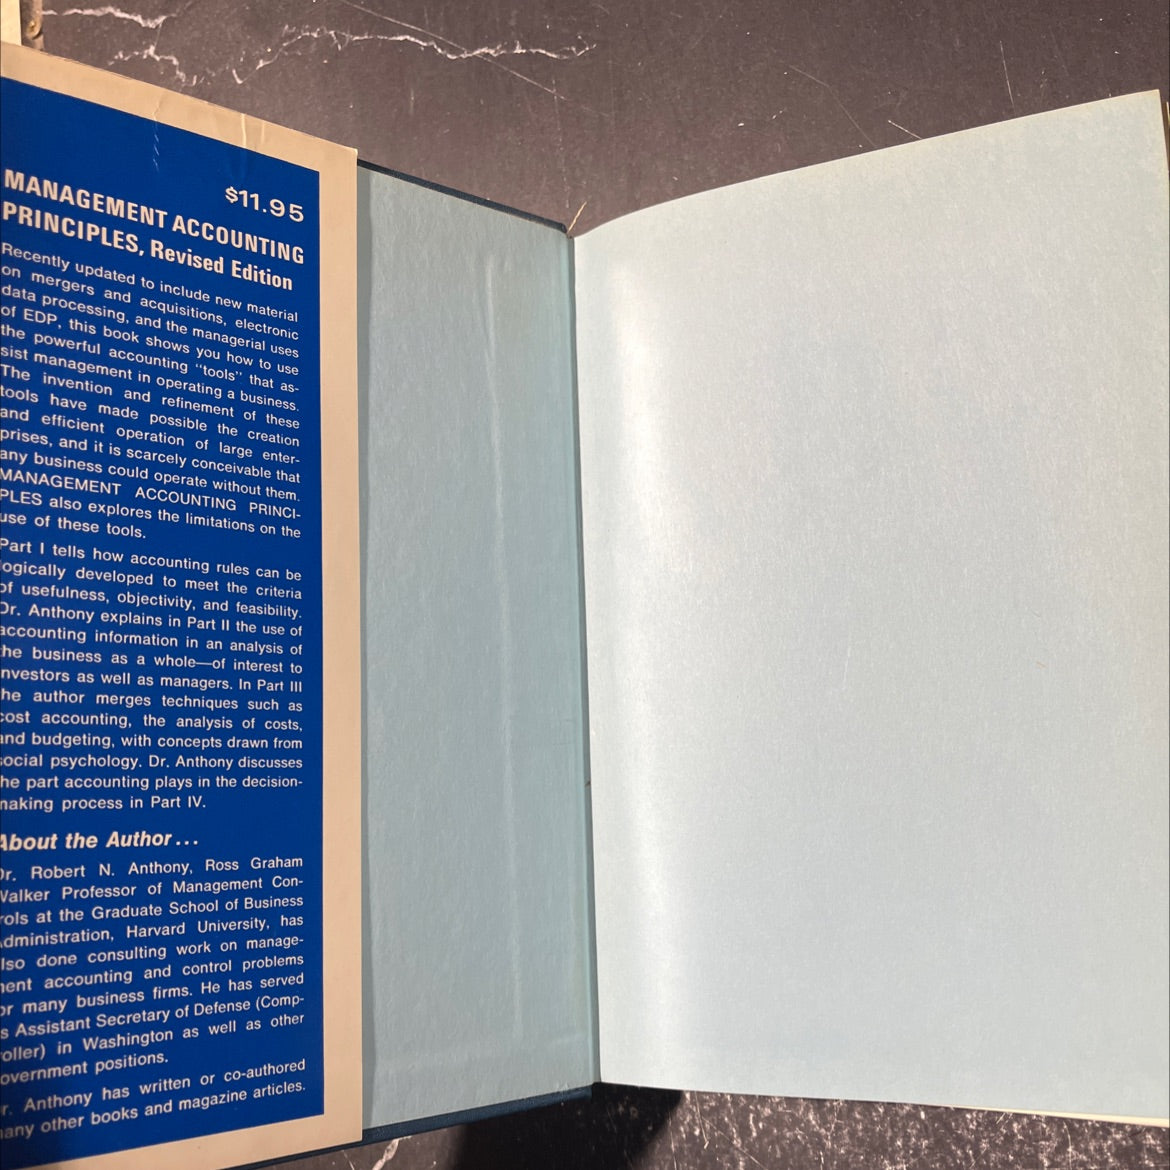 $11.95
MANAGEMENT ACCOUNTING
PRINCIPLES, Revised Edition
Recently updated to include new material
on mergers and acquisitions, electronic
data processing, and the managerial uses
of EDP, this book shows you how to use
the powerful accounting "tools" that as-
sist management in operating a business.
The invention and refinement of these
tools have made possible the creation
and efficient operation of large enter-
prises, and it is scarcely conceivable that
any business could operate without them.
MANAGEMENT ACCOUNTING PRINCI-
PLES also explores the limitations on the
use of these tools.
Part I tells how accounting rules can be
logically developed to meet the criteria
of usefulness, objectivity, and feasibility.
Dr. Anthony explains in Part II the use of
accounting information in an analysis of
the business as a whole—of interest to
investors as well as managers. In Part III
the author merges techniques such as
cost accounting, the analysis of costs,
and budgeting, with concepts drawn from
social psychology. Dr. Anthony discusses
the part accounting plays in the decision-
making process in Part IV.
About the Author...
Dr. Robert N. Anthony, Ross Graham
Walker Professor of Management Con-
rols at the Graduate School of Business
dministration, Harvard University, has
lso done consulting work on manage-
ent accounting and control problems
or many business firms. He has served
s Assistant Secretary of Defense (Comp-
oller) in Washington as well as other
overnment positions.
r. Anthony has written or co-authored
any other books and magazine articles.